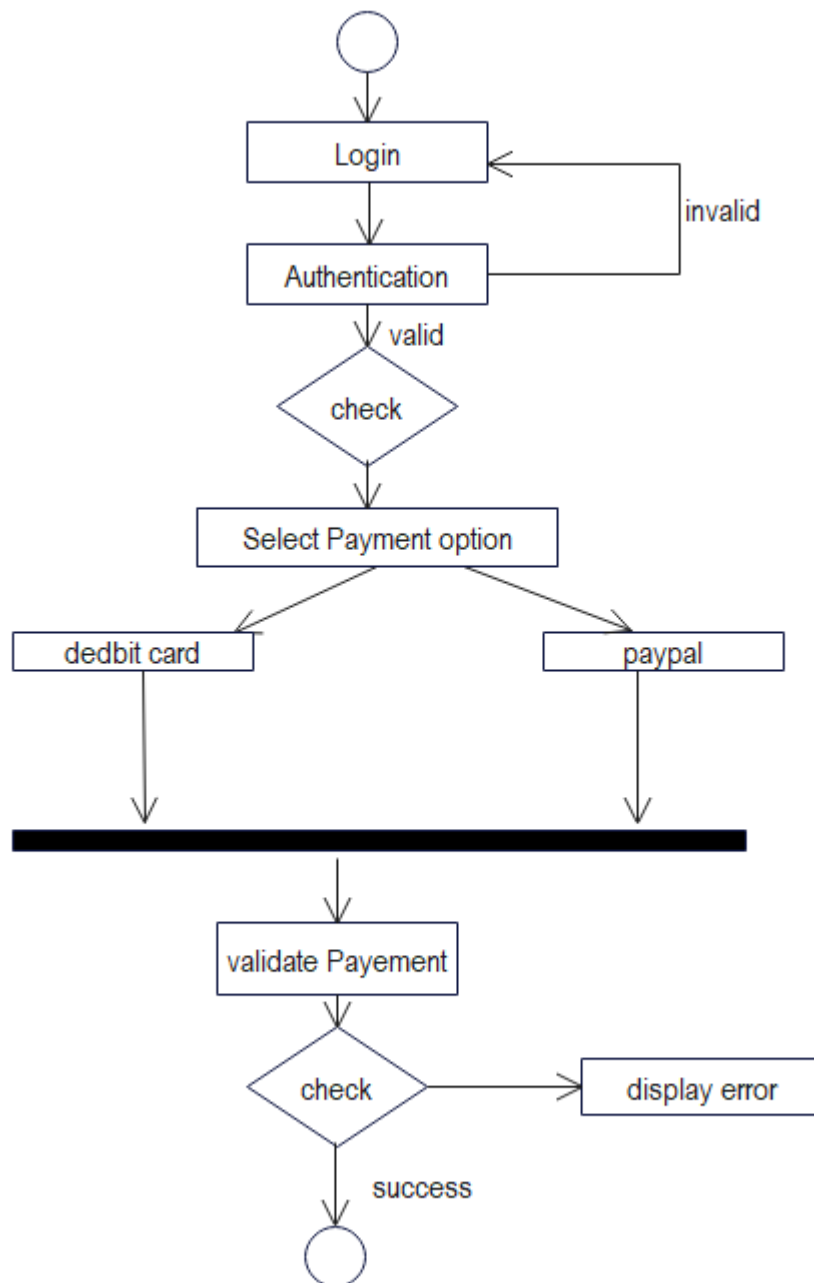 Login
invalid
Authentication
valid
check
Select Payment option
dedbit card
paypal
validate Payement
check
display error
success